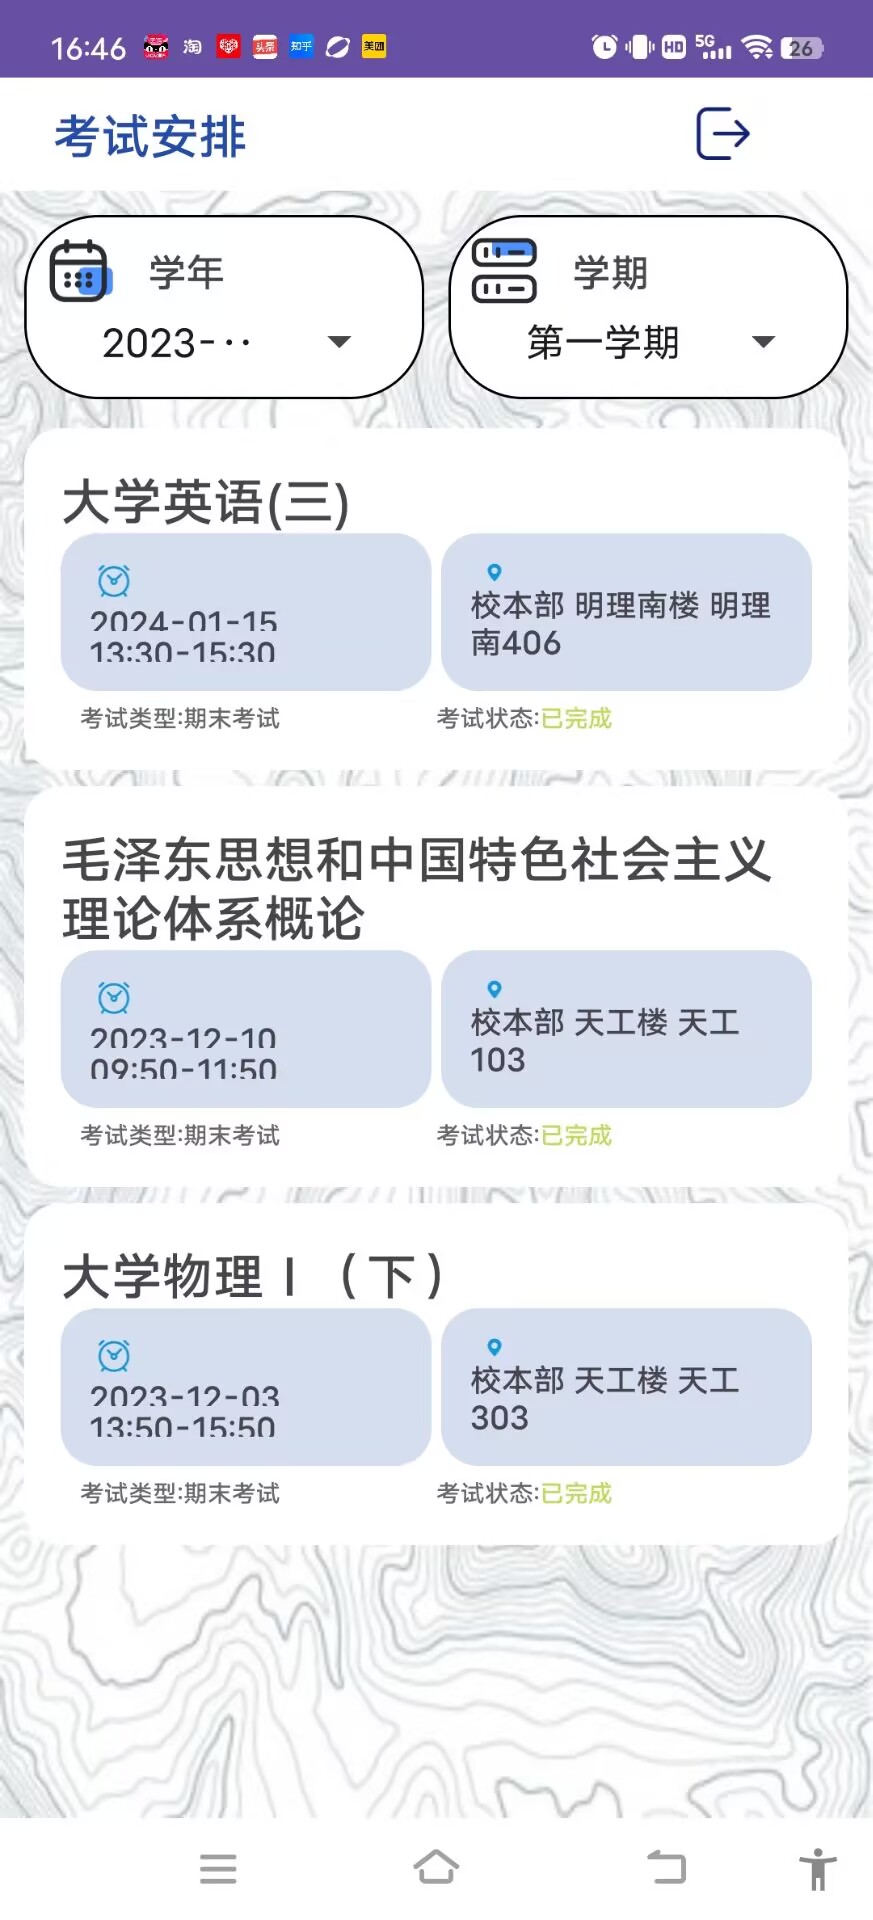 16:46 淘 头条 知乎 美团 HD 5G 26
考试安排
学年 学期
2023-·· 第一学期
大学英语(三)
2024-01-15
13:30-15:30
校本部 明理南楼 明理
南406
考试类型:期末考试 考试状态:已完成
毛泽东思想和中国特色社会主义
理论体系概论
2023-12-10
09:50-11:50
校本部 天工楼 天工
103
考试类型:期末考试 考试状态:已完成
大学物理Ⅰ（下）
2023-12-03
13:50-15:50
校本部 天工楼 天工
303
考试类型:期末考试 考试状态:已完成